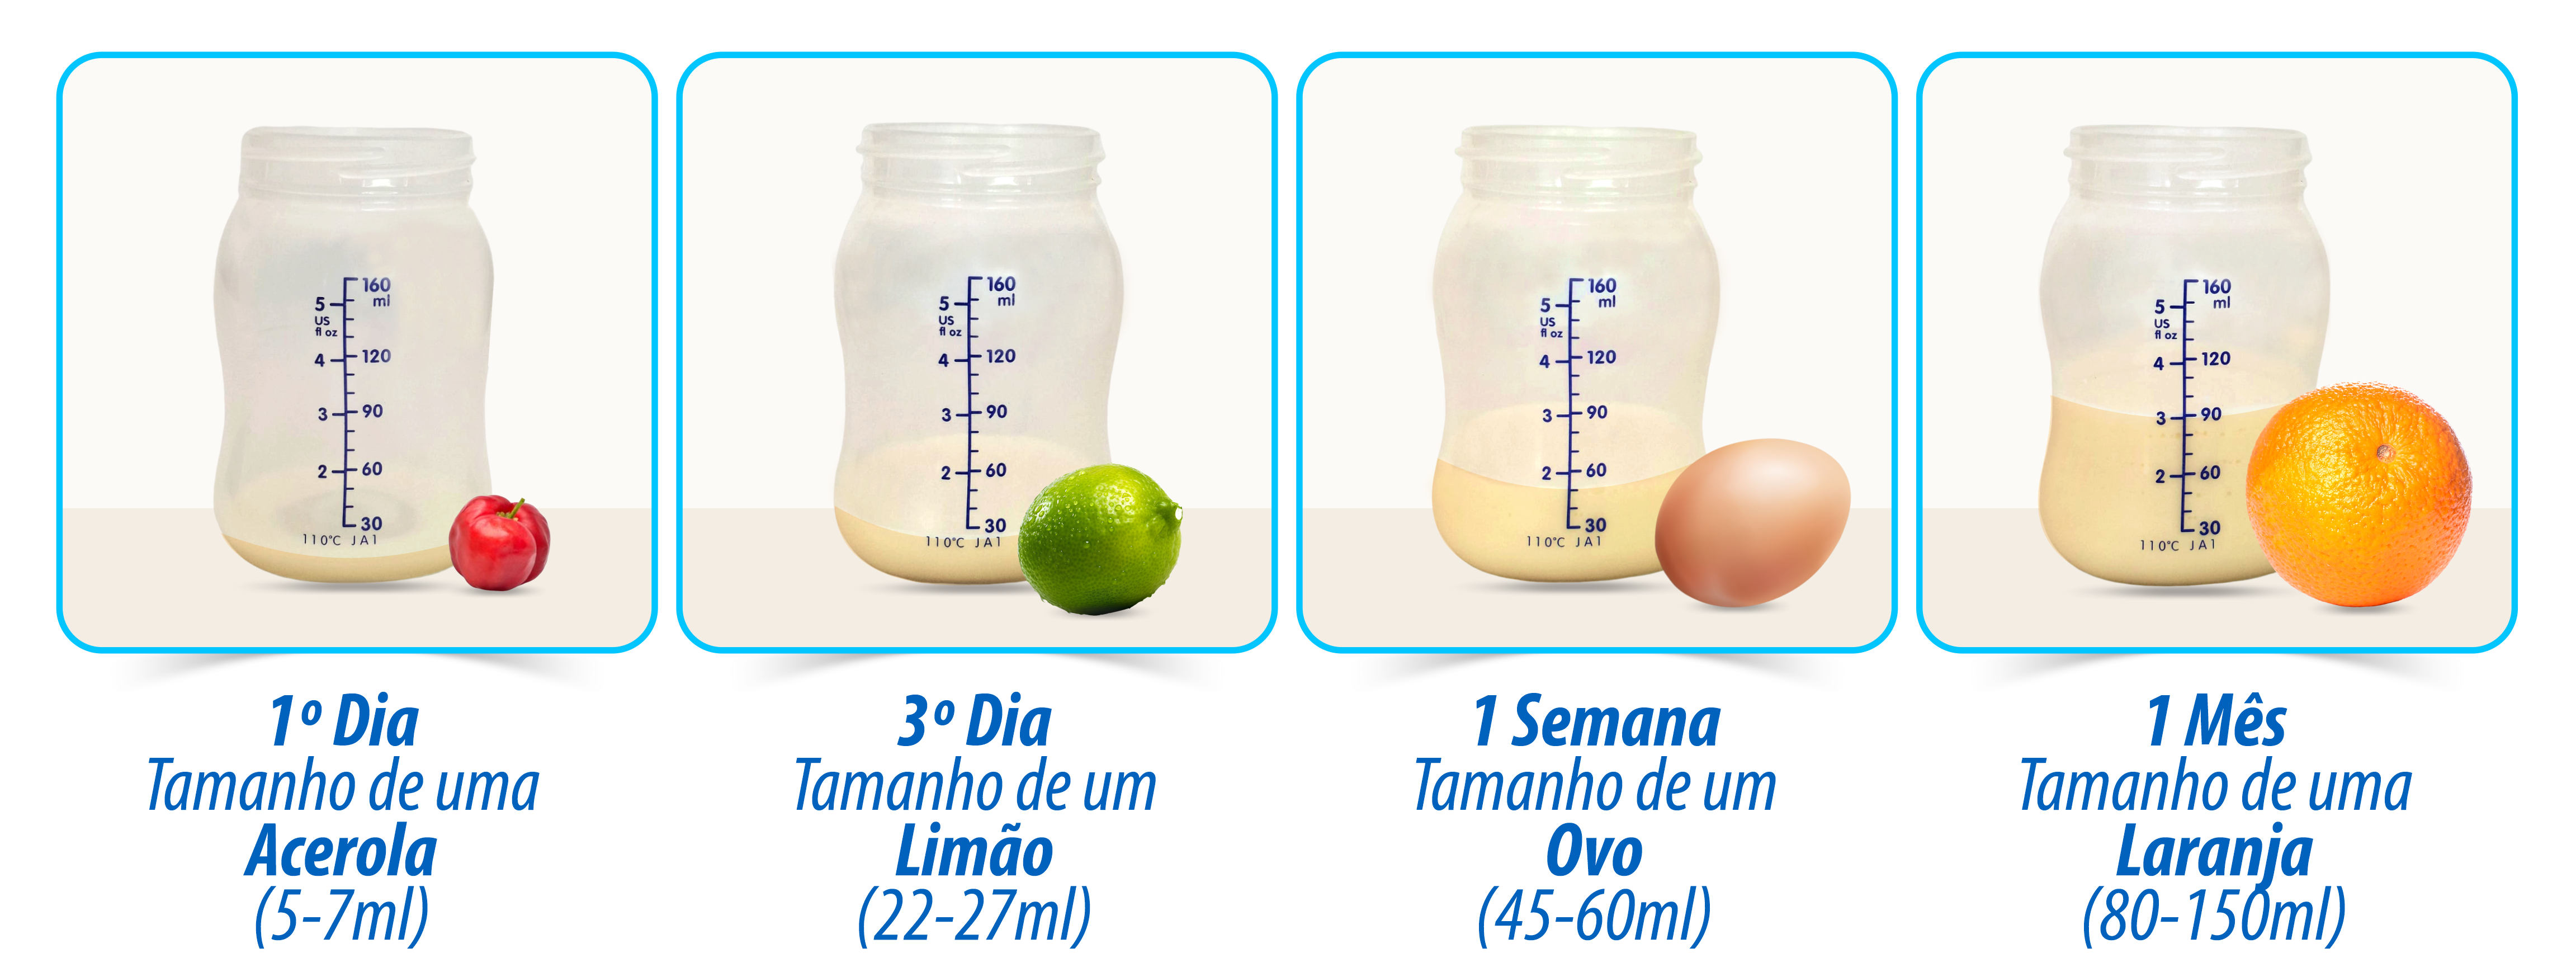 160
ml
5
US
fl oz
4
120
3
90
2
60
30
110°C JA1
160
ml
5
US
fl oz
4
120
3
90
2
60
30
110°C JA1
160
ml
5
US
fl oz
4
120
3
90
2
60
30
110°C JA1
160
ml
5
US
fl oz
4
120
3
90
2
60
30
110°C JA1
1º Dia
Tamanho de uma
Acerola
(5-7ml)
3º Dia
Tamanho de um
Limão
(22-27ml)
1 Semana
Tamanho de um
Ovo
(45-60ml)
1 Mês
Tamanho de uma
Laranja
(80-150ml)